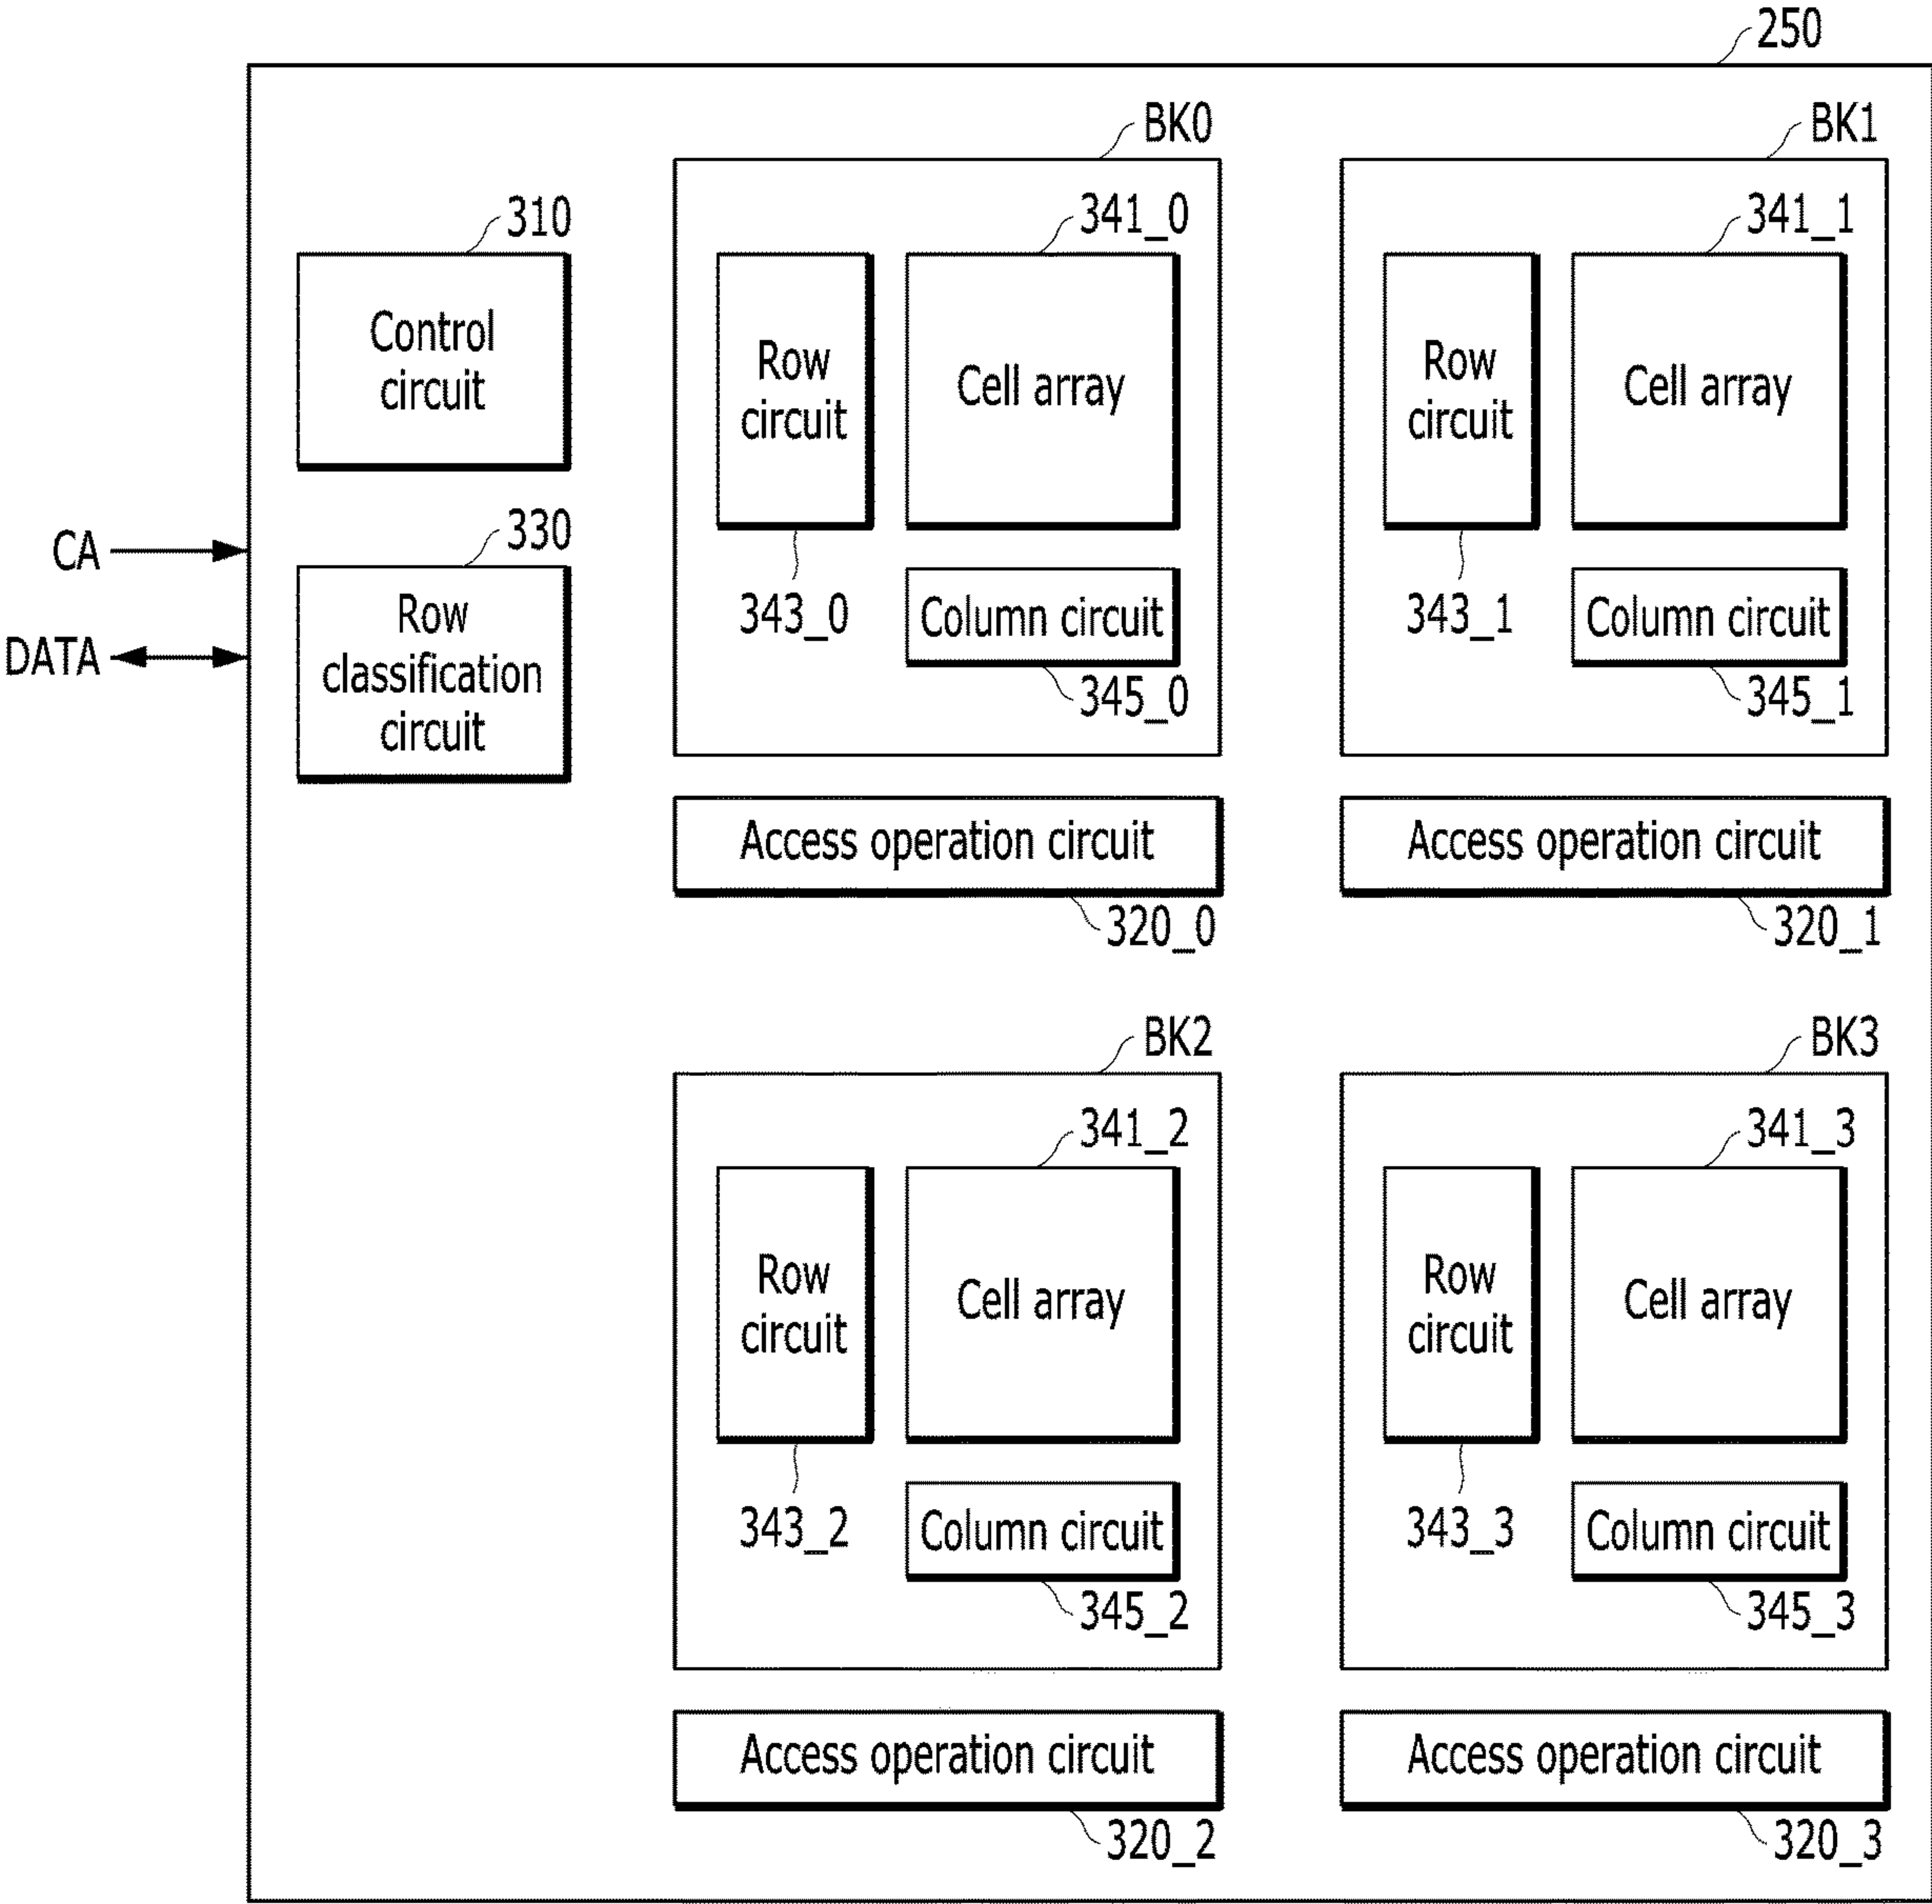 250
BK0
BK1
310
341_0
341_1
Control
circuit
Row
circuit
Cell array
Row
circuit
Cell array
CA
330
DATA
Row
classification
circuit
343_0
Column circuit
345_0
343_1
Column circuit
345_1
Access operation circuit
320_0
Access operation circuit
320_1
BK2
BK3
341_2
341_3
Row
circuit
Cell array
Row
circuit
Cell array
343_2
Column circuit
345_2
343_3
Column circuit
345_3
Access operation circuit
320_2
Access operation circuit
320_3